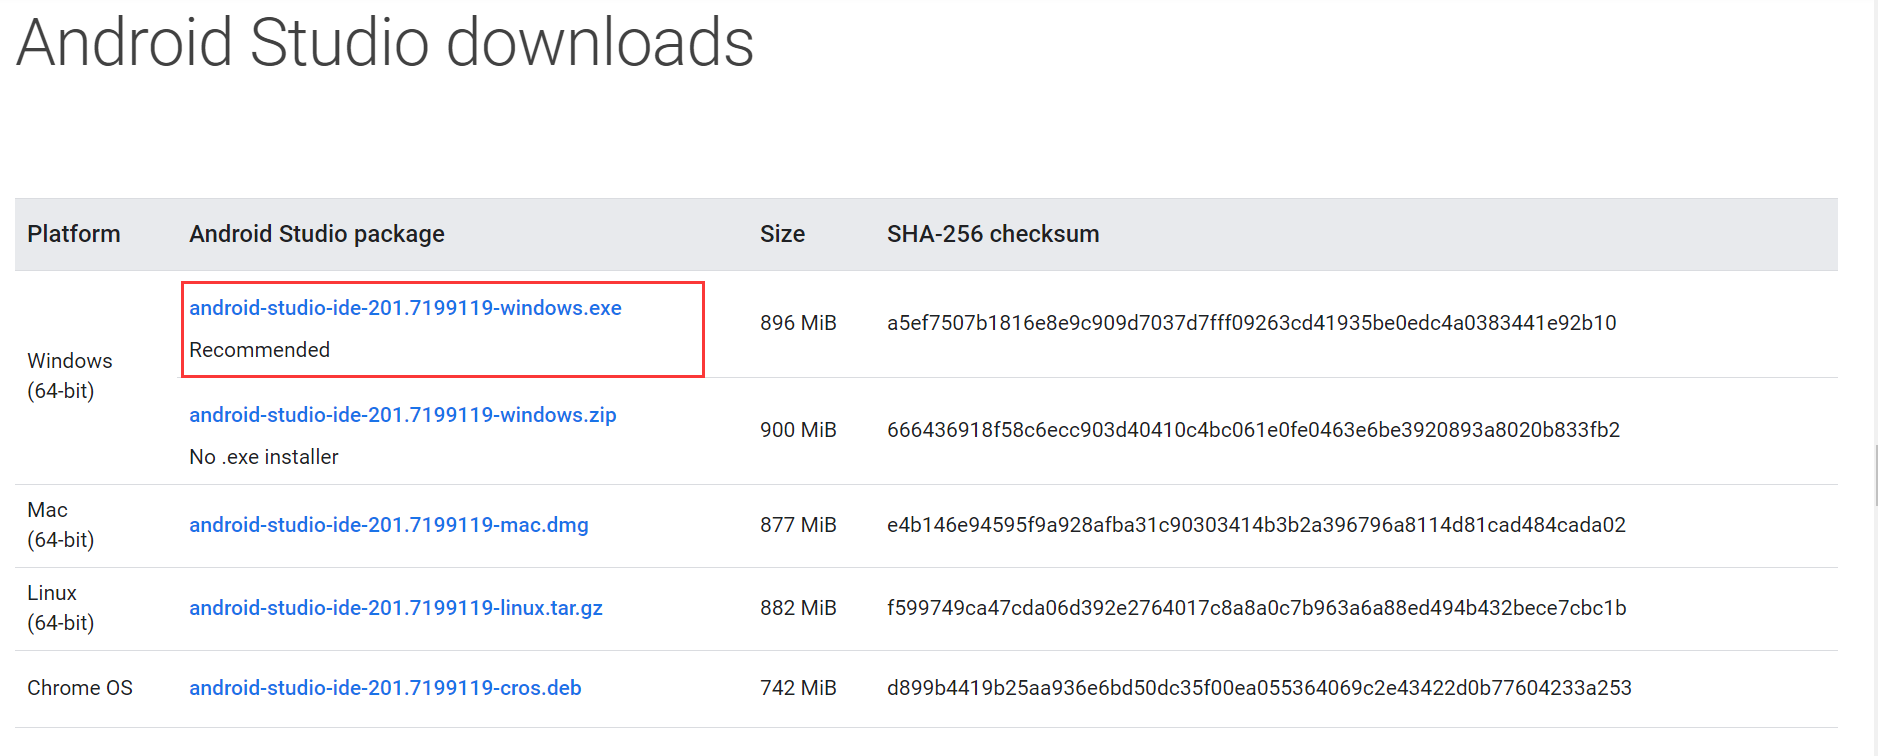 Android Studio downloads
Platform Android Studio package Size SHA-256 checksum
Windows
(64-bit)
android-studio-ide-201.7199119-windows.exe
Recommended
896 MiB a5ef7507b1816e8e9c909d7037d7fff09263cd41935be0edc4a0383441e92b10
android-studio-ide-201.7199119-windows.zip
No .exe installer
900 MiB 666436918f58c6ecc903d40410c4bc061e0fe0463e6be3920893a8020b833fb2
Mac
(64-bit)
android-studio-ide-201.7199119-mac.dmg 877 MiB e4b146e94595f9a928afba31c90303414b3b2a396796a8114d81cad484cada02
Linux
(64-bit)
android-studio-ide-201.7199119-linux.tar.gz 882 MiB f599749ca47cda06d392e2764017c8a8a0c7b963a6a88ed494b432bece7cbc1b
Chrome OS android-studio-ide-201.7199119-cros.deb 742 MiB d899b4419b25aa936e6bd50dc35f00ea055364069c2e43422d0b77604233a253